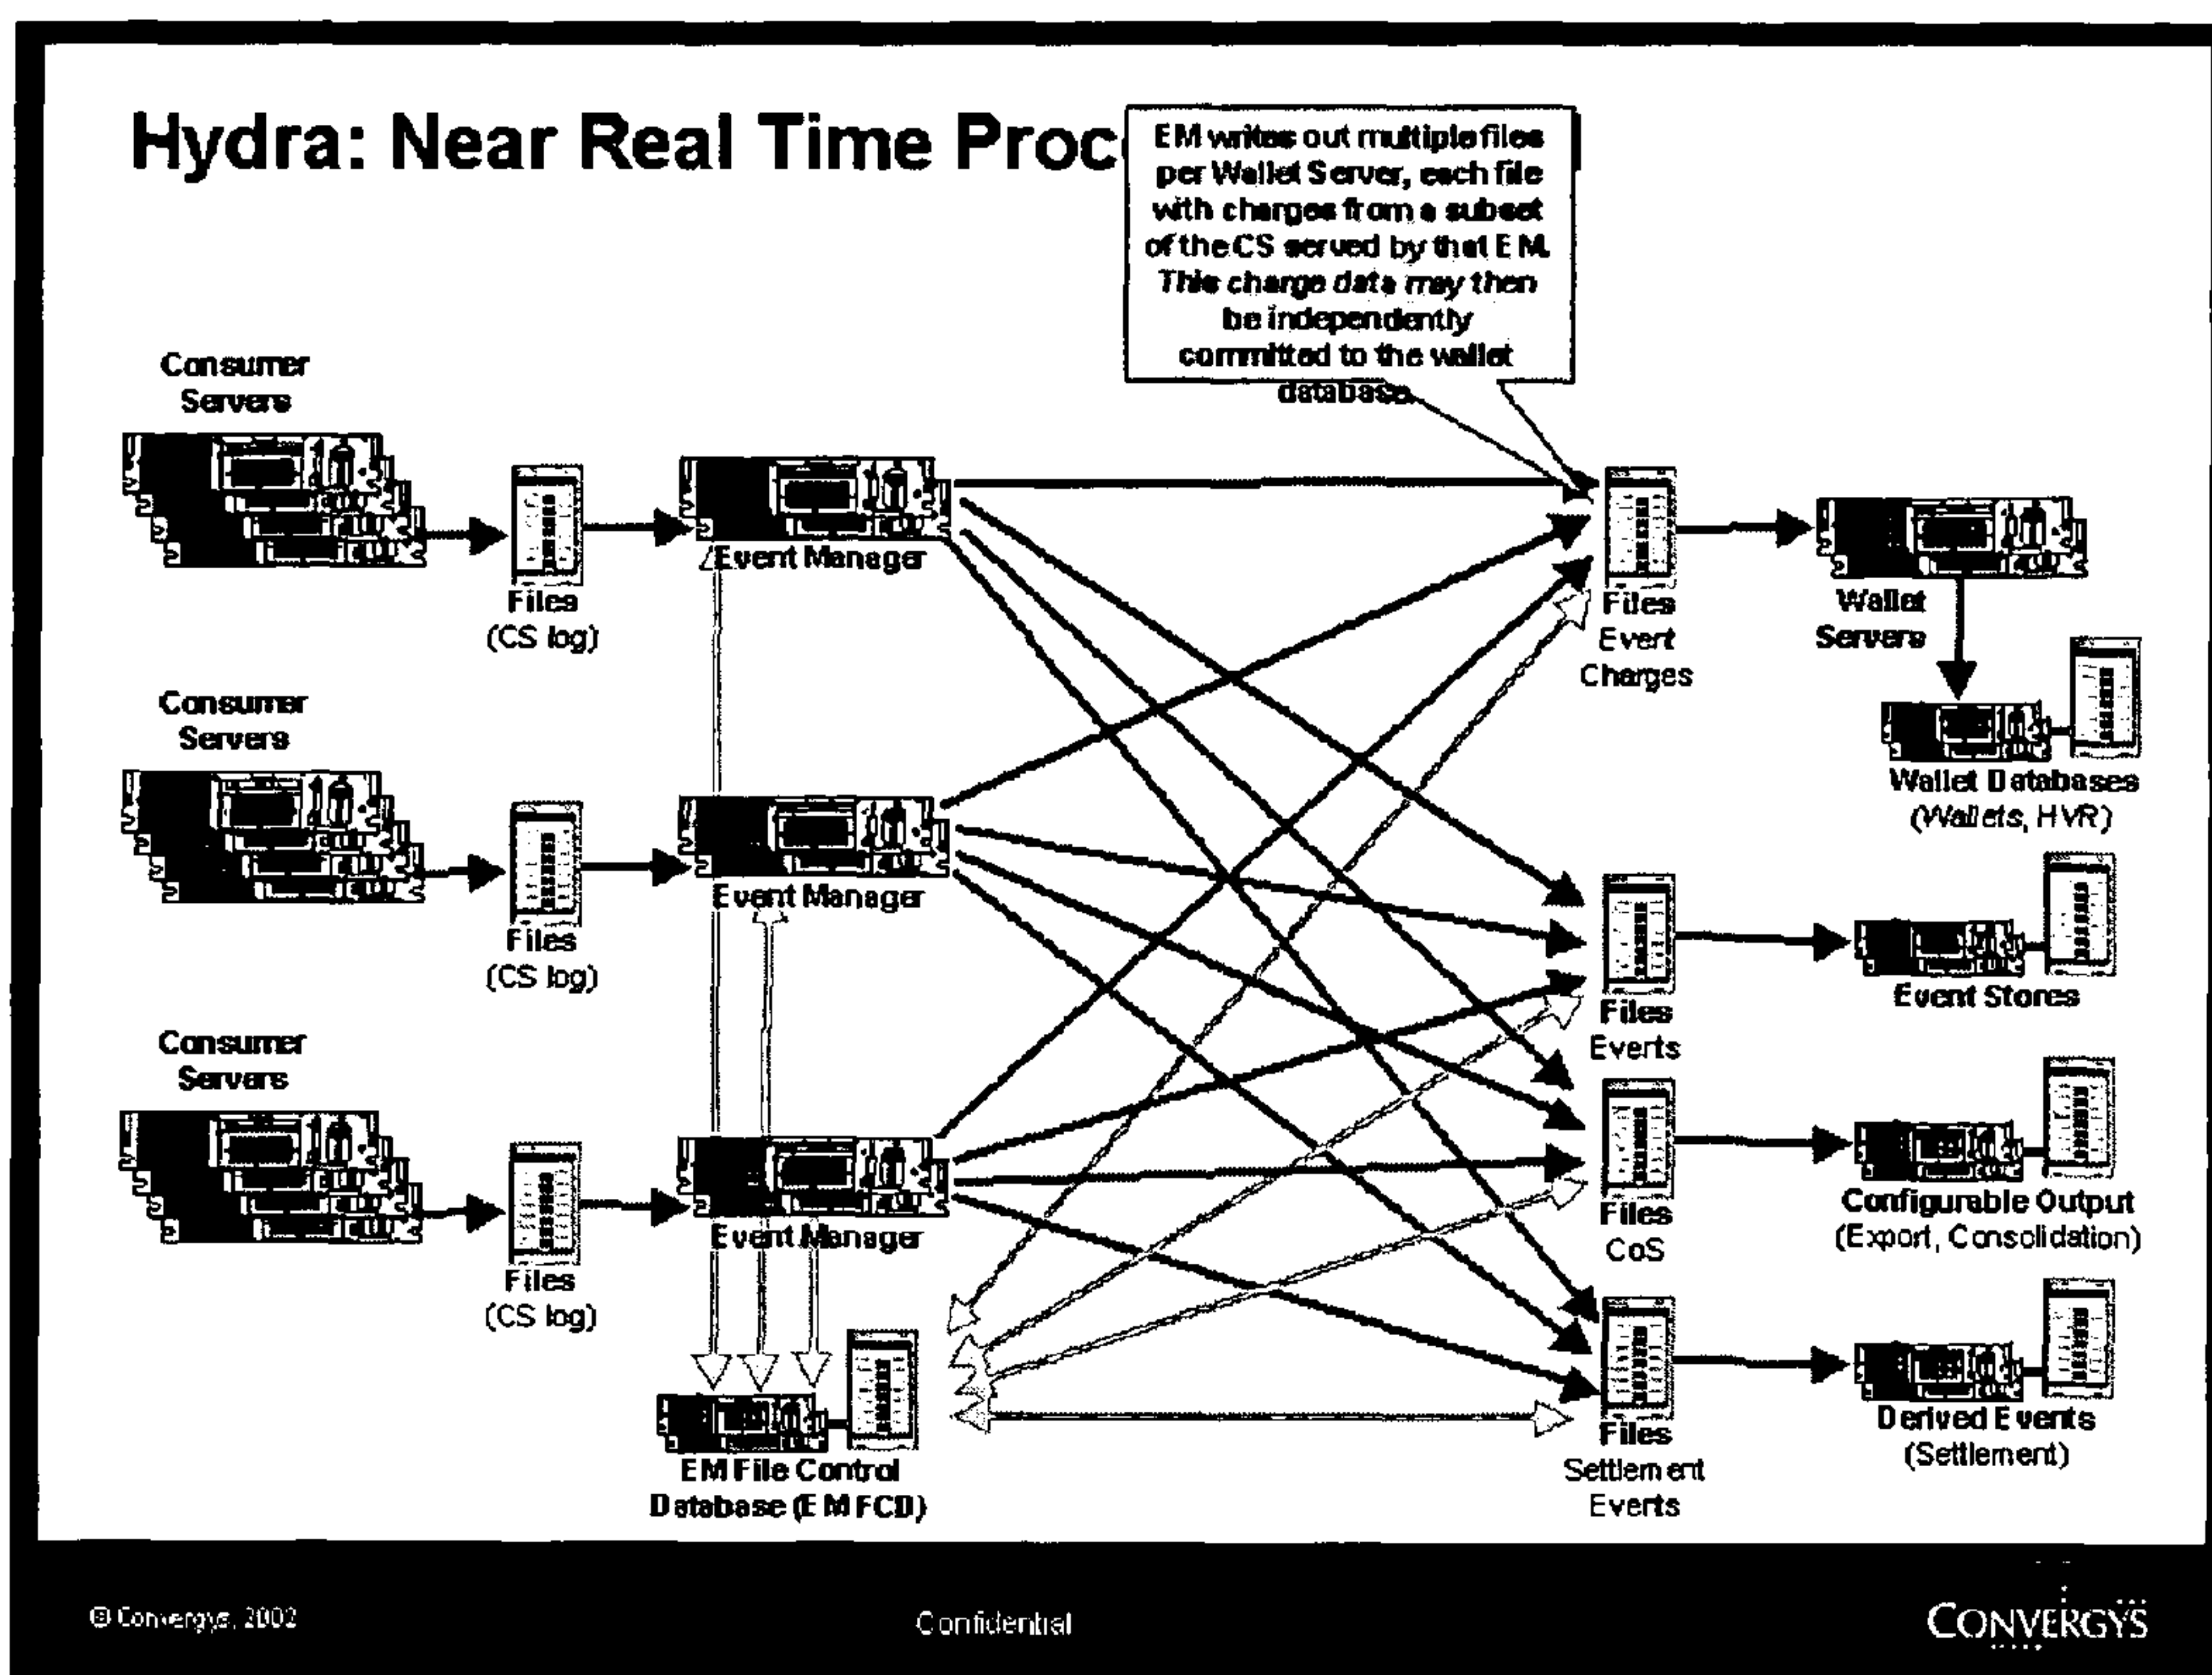 Hydra: Near Real Time Proc
EM writes out multiple files
per Wallet Server, each file
with charges from a subset
of the CS served by that EM.
This charge data may then
be independently
committed to the wallet
database.
Consumer
Servers
Files
(CS log)
Event Manager
Files
Event
Charges
Wallet
Servers
Wallet Databases
(Wallets, HVR)
Consumer
Servers
Files
(CS log)
Event Manager
Files
Events
Event Stores
Consumer
Servers
Files
(CS log)
Event Manager
Files
CoS
Configurable Output
(Export, Consolidation)
EM File Control
Database (EMFCD)
Files
Settlement
Events
Derived Events
(Settlement)
© Convergys, 2002
Confidential
CONVERGYS